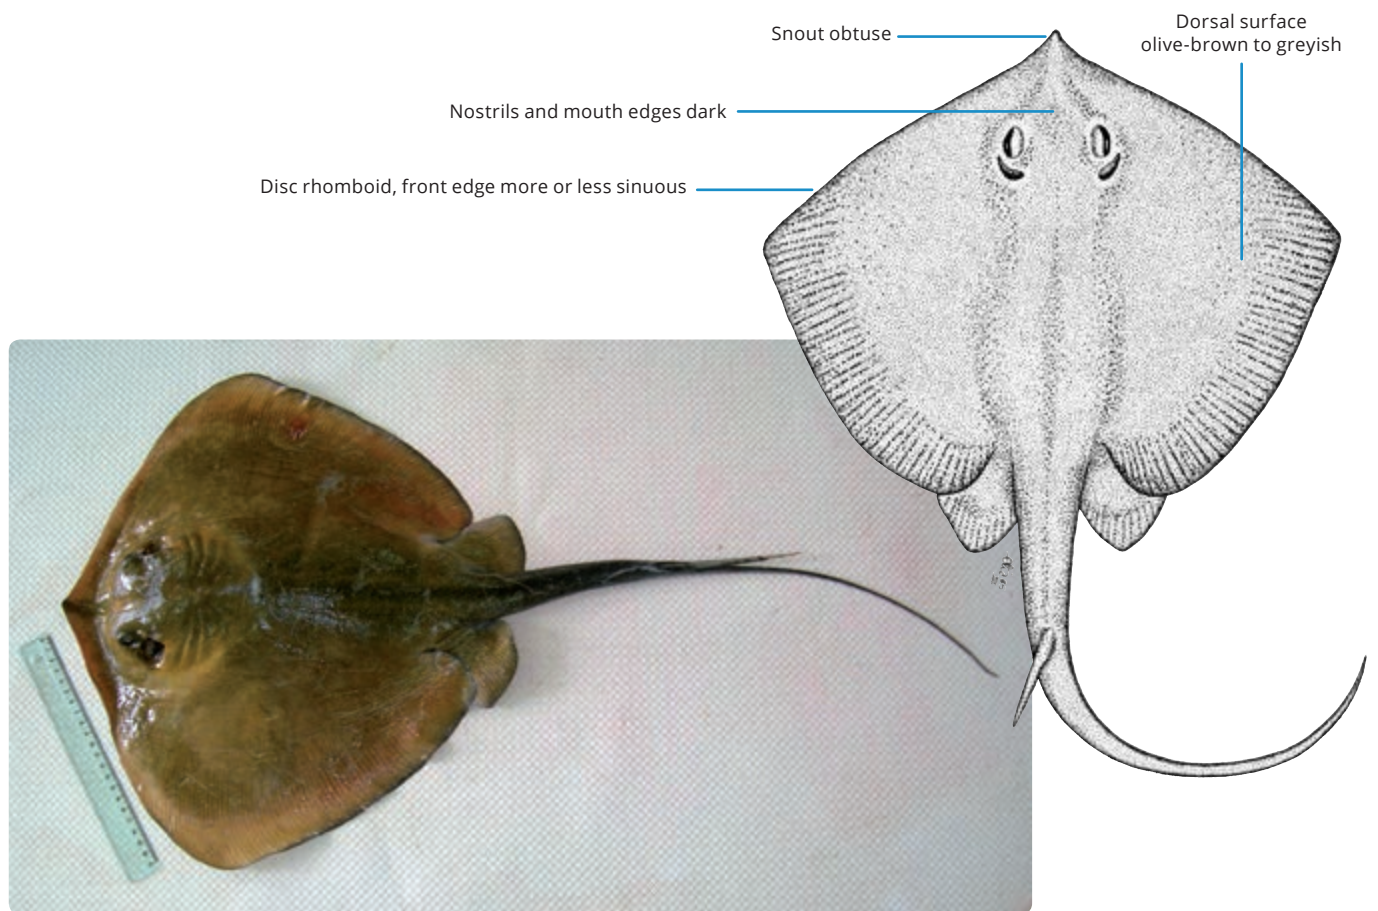 Snout obtuse
Dorsal surface
olive-brown to greyish
Nostrils and mouth edges dark
Disc rhomboid, front edge more or less sinuous